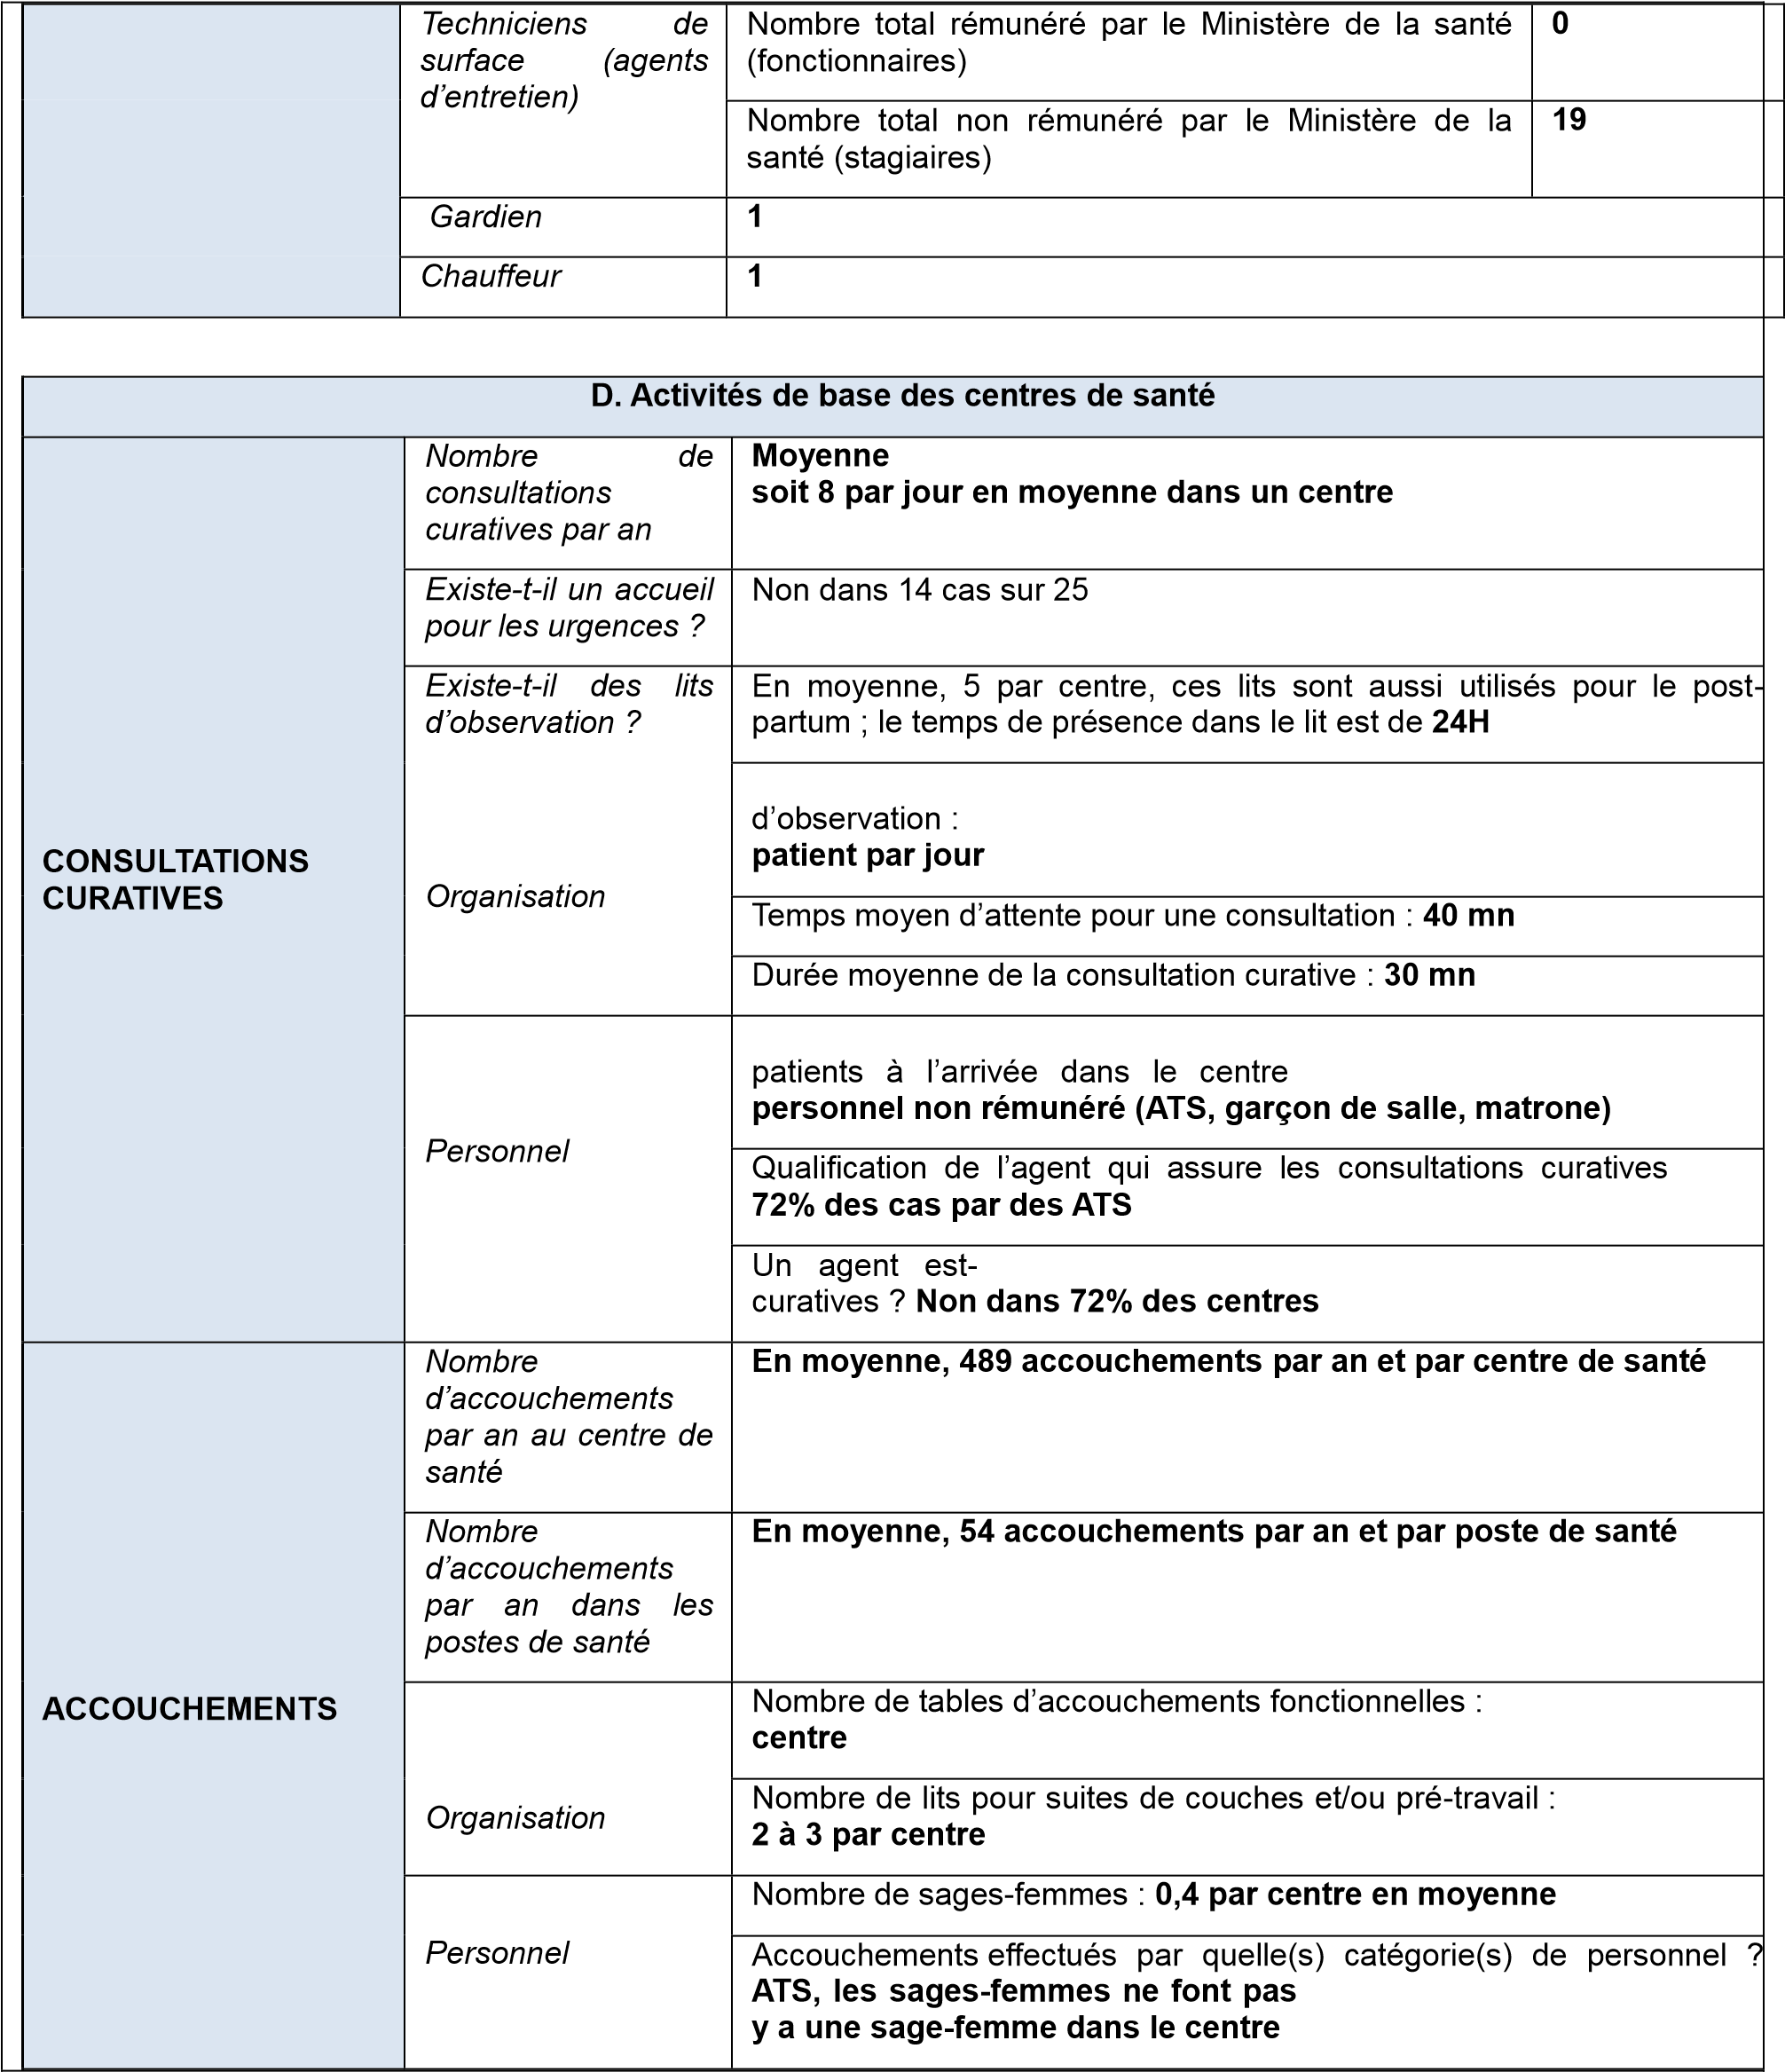 Techniciens de
surface (agents
d'entretien)
Nombre total rémunéré par le Ministère de la santé
(fonctionnaires)
0
Nombre total non rémunéré par le Ministère de la
santé (stagiaires)
19
Gardien
1
Chauffeur
1
D. Activités de base des centres de santé
CONSULTATIONS
CURATIVES
Nombre de
consultations
curatives par an
Moyenne
soit 8 par jour en moyenne dans un centre
Existe-t-il un accueil
pour les urgences ?
Non dans 14 cas sur 25
Existe-t-il des lits
d'observation ?
En moyenne, 5 par centre, ces lits sont aussi utilisés pour le post-
partum ; le temps de présence dans le lit est de 24H
Organisation
d'observation :
patient par jour
Temps moyen d'attente pour une consultation : 40 mn
Durée moyenne de la consultation curative : 30 mn
Personnel
patients à l'arrivée dans le centre
personnel non rémunéré (ATS, garçon de salle, matrone)
Qualification de l'agent qui assure les consultations curatives
72% des cas par des ATS
Un agent est-
curatives ? Non dans 72% des centres
ACCOUCHEMENTS
Nombre
d'accouchements
par an au centre de
santé
En moyenne, 489 accouchements par an et par centre de santé
Nombre
d'accouchements
par an dans les
postes de santé
En moyenne, 54 accouchements par an et par poste de santé
Organisation
Nombre de tables d'accouchements fonctionnelles :
centre
Nombre de lits pour suites de couches et/ou pré-travail :
2 à 3 par centre
Personnel
Nombre de sages-femmes : 0,4 par centre en moyenne
Accouchements effectués par quelle(s) catégorie(s) de personnel ?
ATS, les sages-femmes ne font pas
y a une sage-femme dans le centre